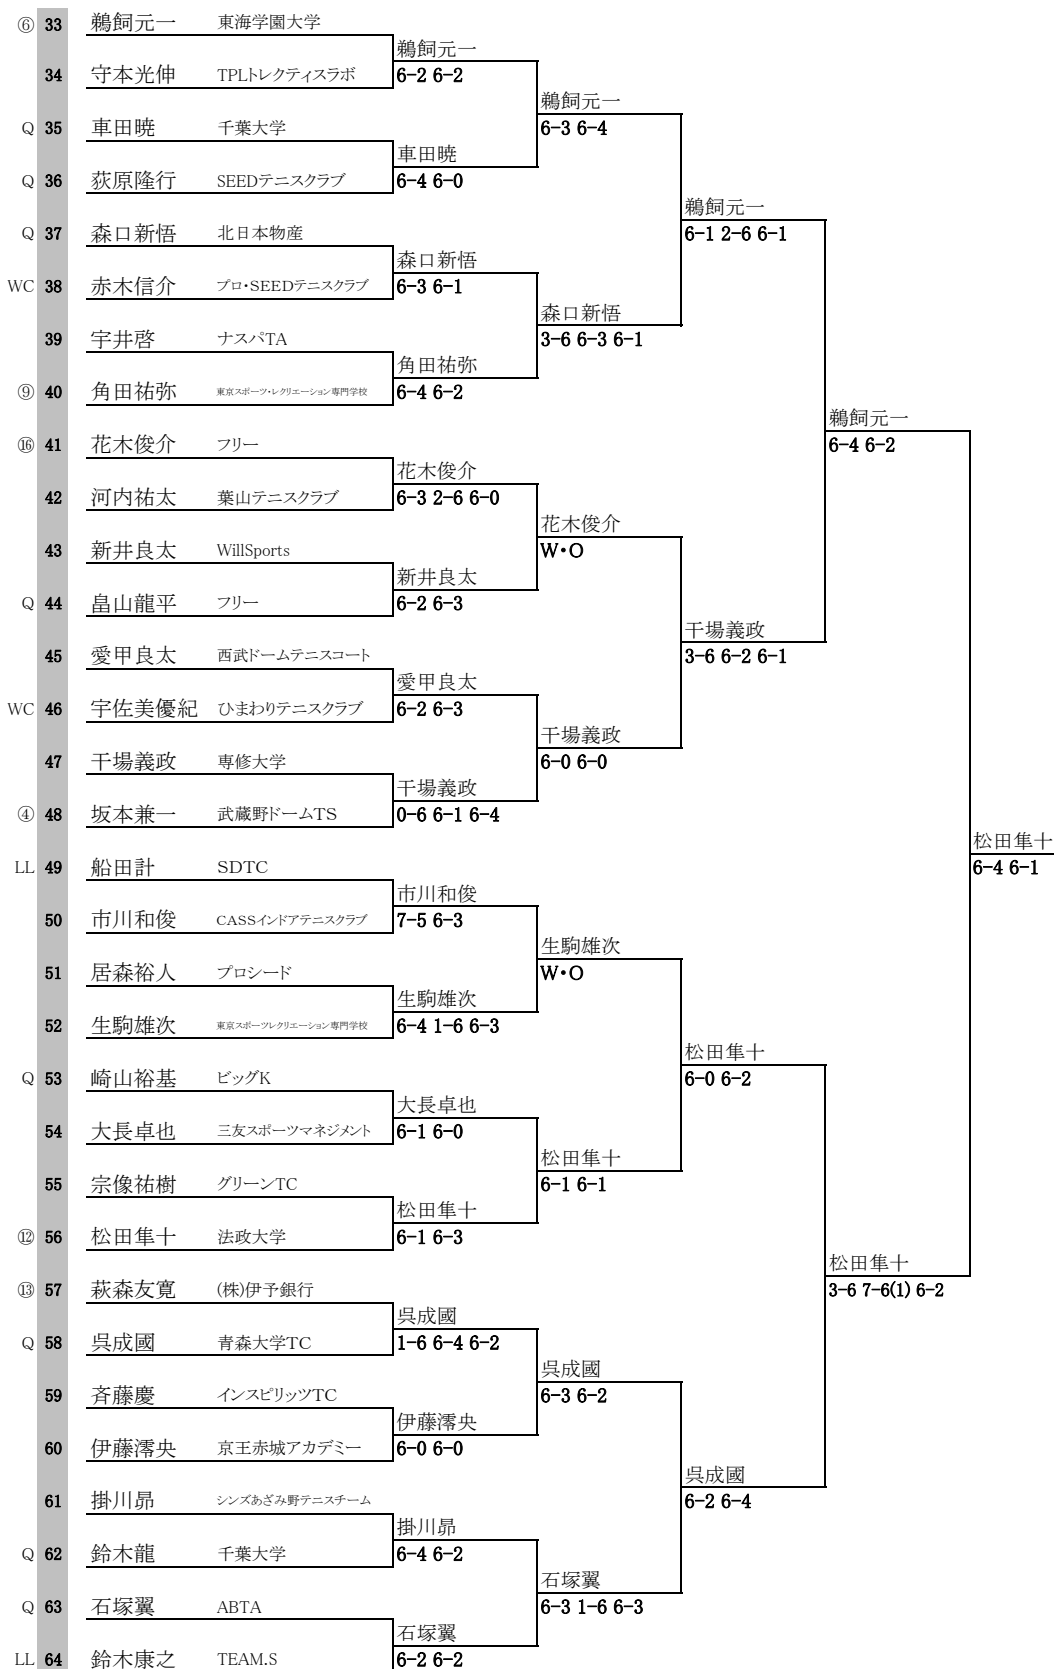 ⑥ 33 鵜飼元一 東海学園大学
鵜飼元一
34 守本光伸 TPLトレクティスラボ 6-2 6-2
鵜飼元一
Q 35 車田暁 千葉大学 6-3 6-4
車田暁
Q 36 荻原隆行 SEEDテニスクラブ 6-4 6-0
鵜飼元一
Q 37 森口新悟 北日本物産 6-1 2-6 6-1
森口新悟
WC 38 赤木信介 プロ・SEEDテニスクラブ 6-3 6-1
森口新悟
39 宇井啓 ナスパTA 3-6 6-3 6-1
角田祐弥
⑨ 40 角田祐弥 東京スポーツ・レクリエーション専門学校 6-4 6-2
鵜飼元一
⑯ 41 花木俊介 フリー 6-4 6-2
花木俊介
42 河内祐太 葉山テニスクラブ 6-3 2-6 6-0
花木俊介
43 新井良太 WillSports W・O
新井良太
Q 44 畠山龍平 フリー 6-2 6-3
干場義政
45 愛甲良太 西武ドームテニスコート 3-6 6-2 6-1
愛甲良太
WC 46 宇佐美優紀 ひまわりテニスクラブ 6-2 6-3
干場義政
47 干場義政 専修大学 6-0 6-0
干場義政
④ 48 坂本兼一 武蔵野ドームTS 0-6 6-1 6-4
松田隼十
LL 49 船田計 SDTC 6-4 6-1
市川和俊
50 市川和俊 CASSインドアテニスクラブ 7-5 6-3
生駒雄次
51 居森裕人 プロシード W・O
生駒雄次
52 生駒雄次 東京スポーツレクリエーション専門学校 6-4 1-6 6-3
松田隼十
Q 53 崎山裕基 ビッグK 6-0 6-2
大長卓也
54 大長卓也 三友スポーツマネジメント 6-1 6-0
松田隼十
55 宗像祐樹 グリーンTC 6-1 6-1
松田隼十
⑫ 56 松田隼十 法政大学 6-1 6-3
松田隼十
⑬ 57 萩森友寛 (株)伊予銀行 3-6 7-6(1) 6-2
呉成國
Q 58 呉成國 青森大学TC 1-6 6-4 6-2
呉成國
59 斉藤慶 インスピリッツTC 6-3 6-2
伊藤澪央
60 伊藤澪央 京王赤城アカデミー 6-0 6-0
呉成國
61 掛川昴 シンズあざみ野テニスチーム 6-2 6-4
掛川昴
Q 62 鈴木龍 千葉大学 6-4 6-2
石塚翼
Q 63 石塚翼 ABTA 6-3 1-6 6-3
石塚翼
LL 64 鈴木康之 TEAM.S 6-2 6-2